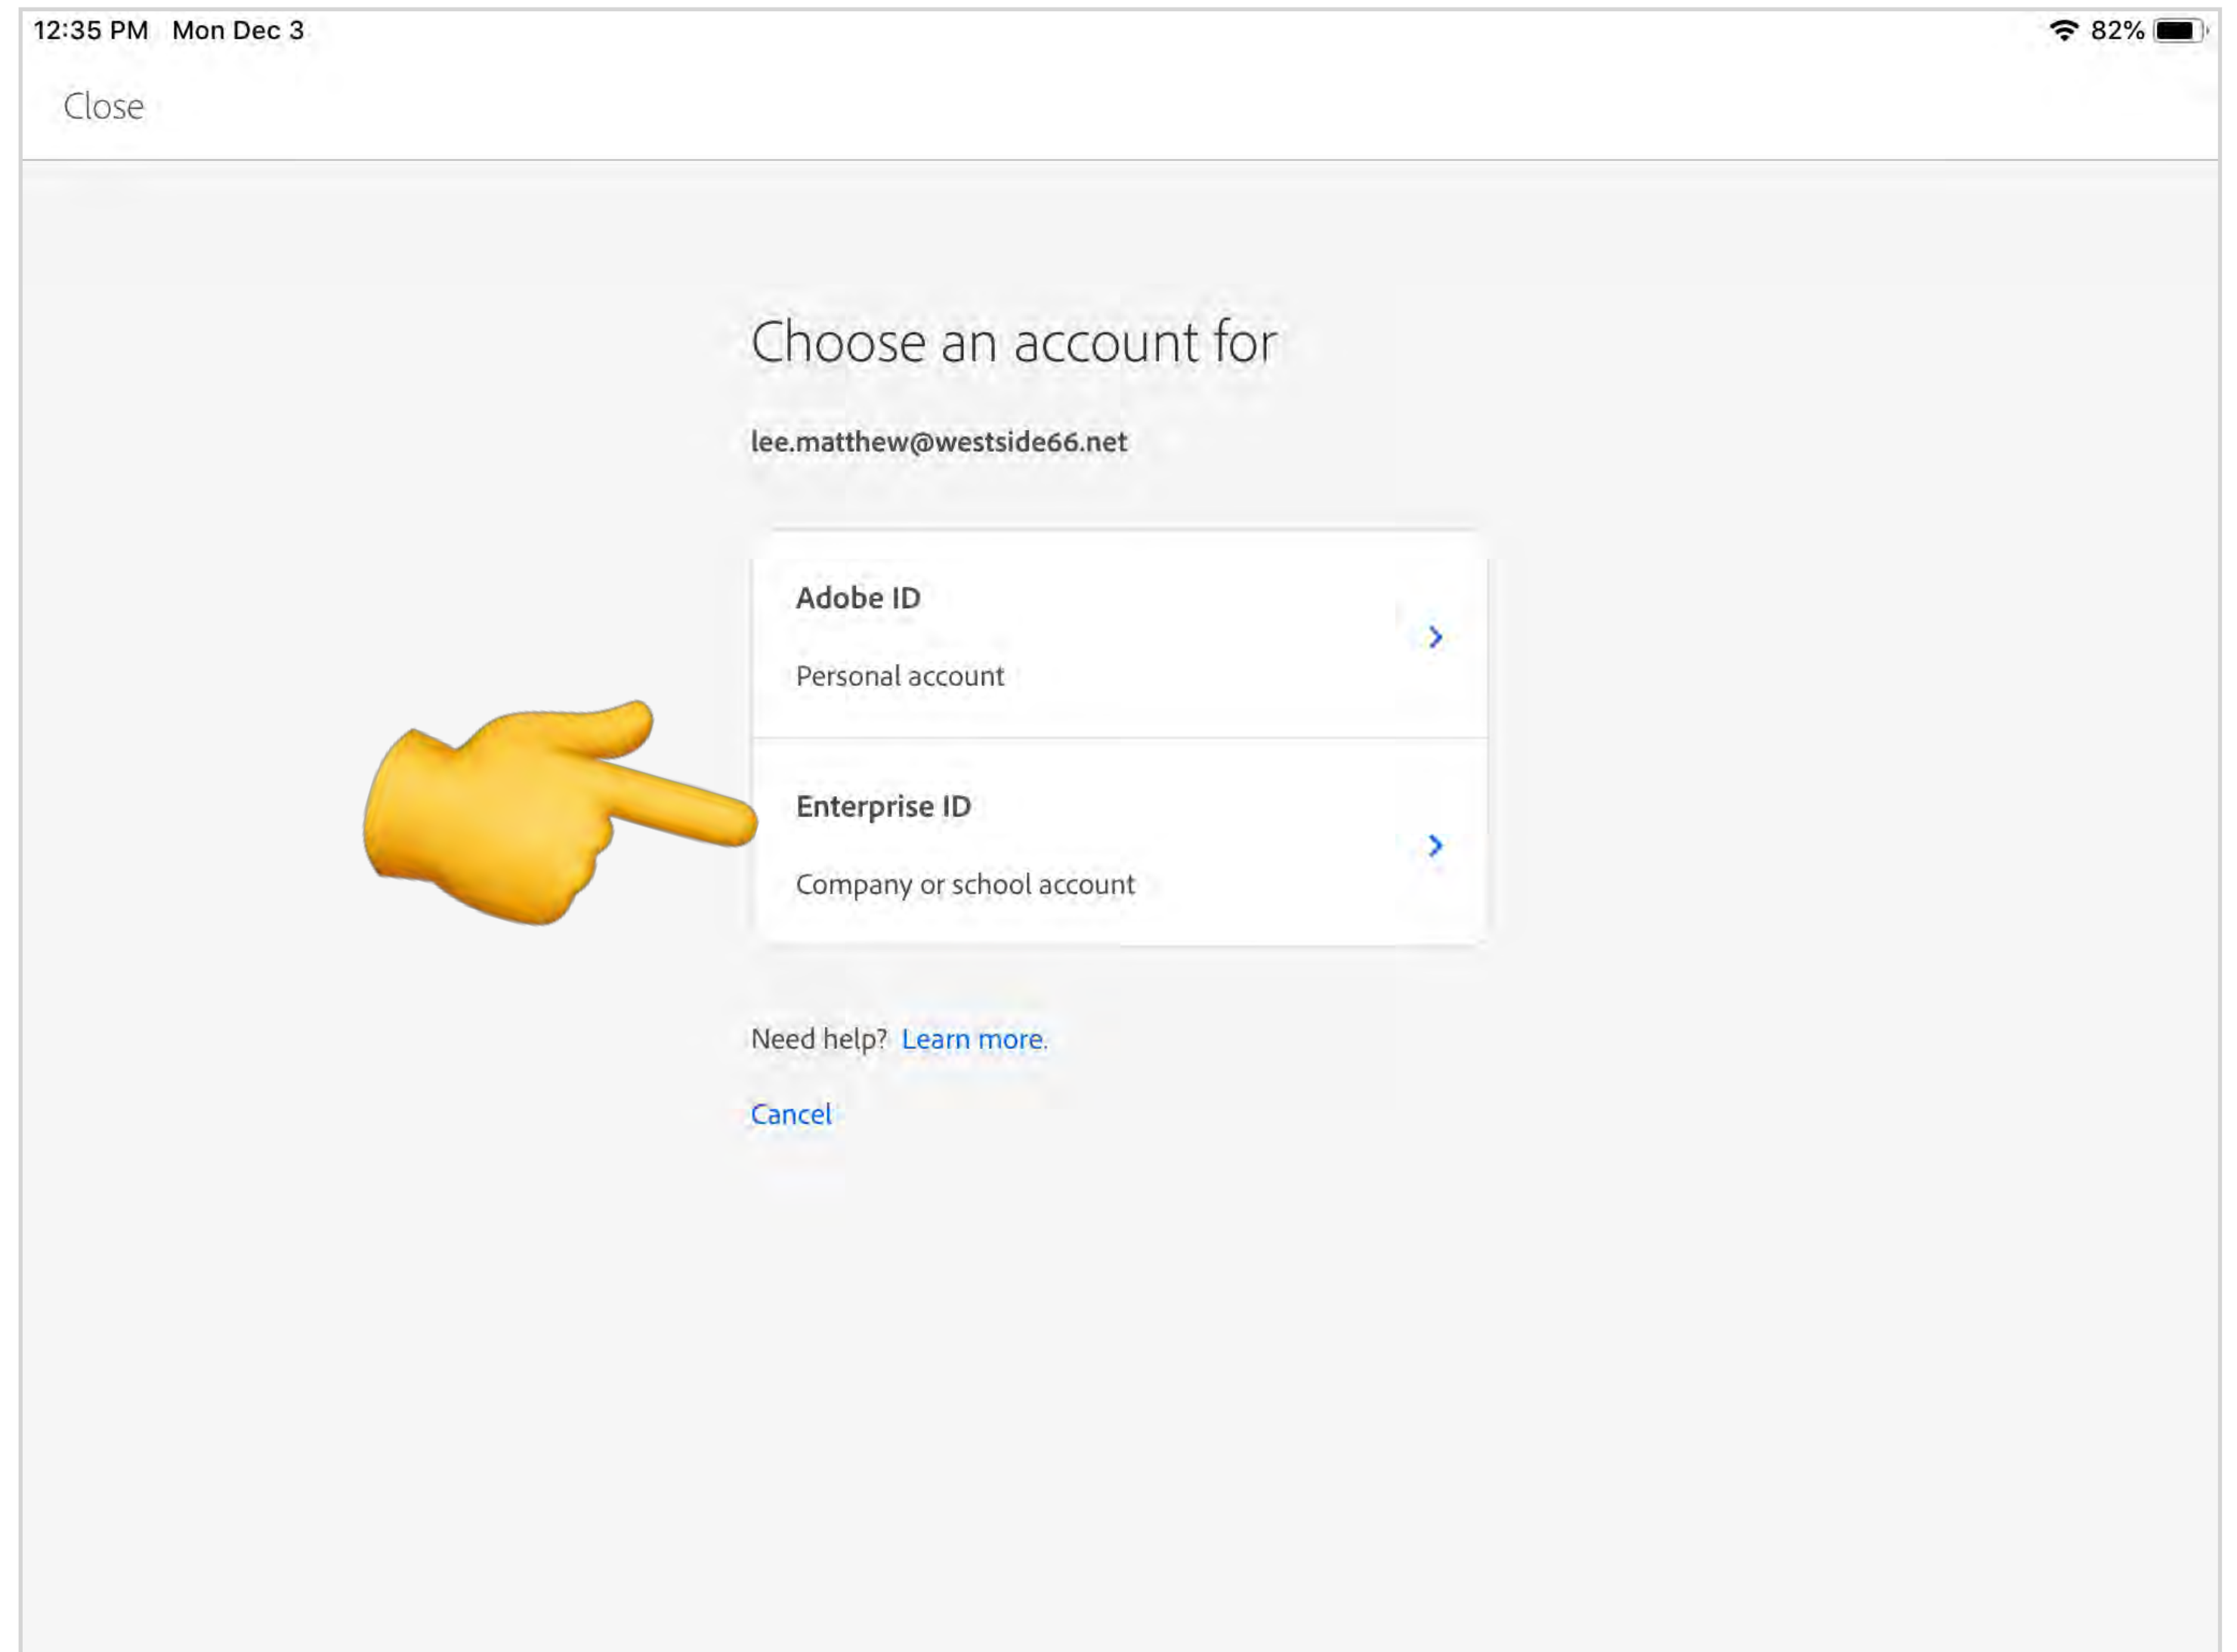 12:35 PM Mon Dec 3 82%
Close
Choose an account for
lee.matthew@westside66.net
Adobe ID
Personal account
Enterprise ID
Company or school account
Need help? Learn more.
Cancel